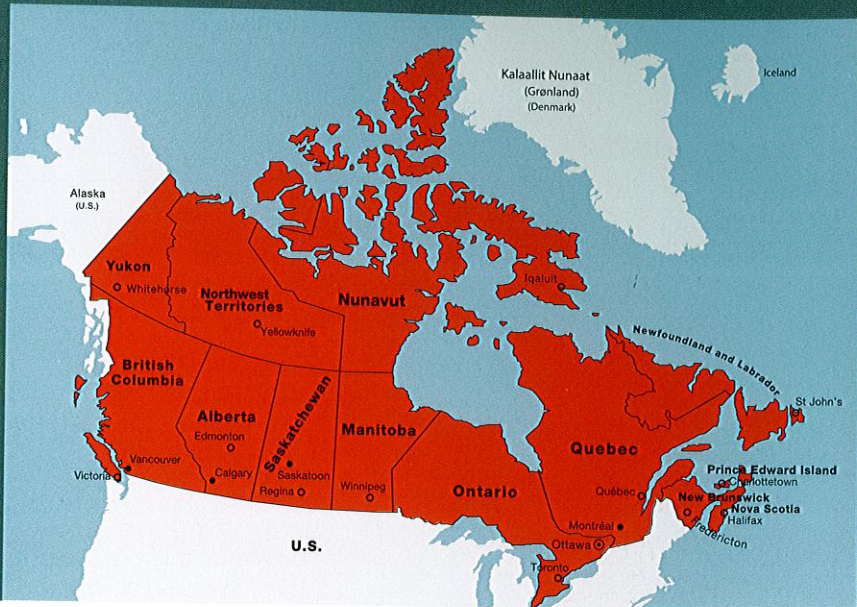 Kalaallit Nunaat
(Grønland)
(Denmark)
Iceland
Alaska
(U.S.)
Yukon
Whitehorse
Northwest
Territories
Yellowknife
Nunavut
Iqaluit
Newfoundland and Labrador
St John's
British
Columbia
Alberta
Edmonton
Calgary
Saskatchewan
Saskatoon
Regina
Manitoba
Winnipeg
Vancouver
Victoria
Ontario
Quebec
Québec
Montréal
Ottawa
Toronto
Prince Edward Island
Charlottetown
New Brunswick
Fredericton
Nova Scotia
Halifax
U.S.